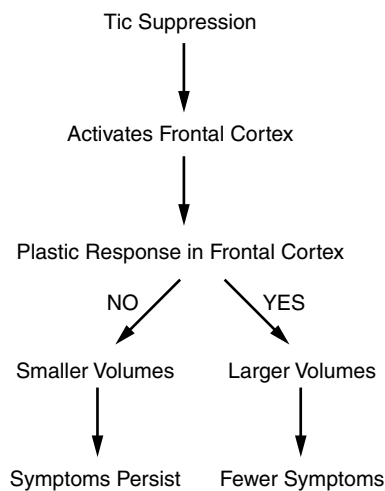 Tic Suppression
Activates Frontal Cortex
Plastic Response in Frontal Cortex
NO
YES
Smaller Volumes
Larger Volumes
Symptoms Persist
Fewer Symptoms